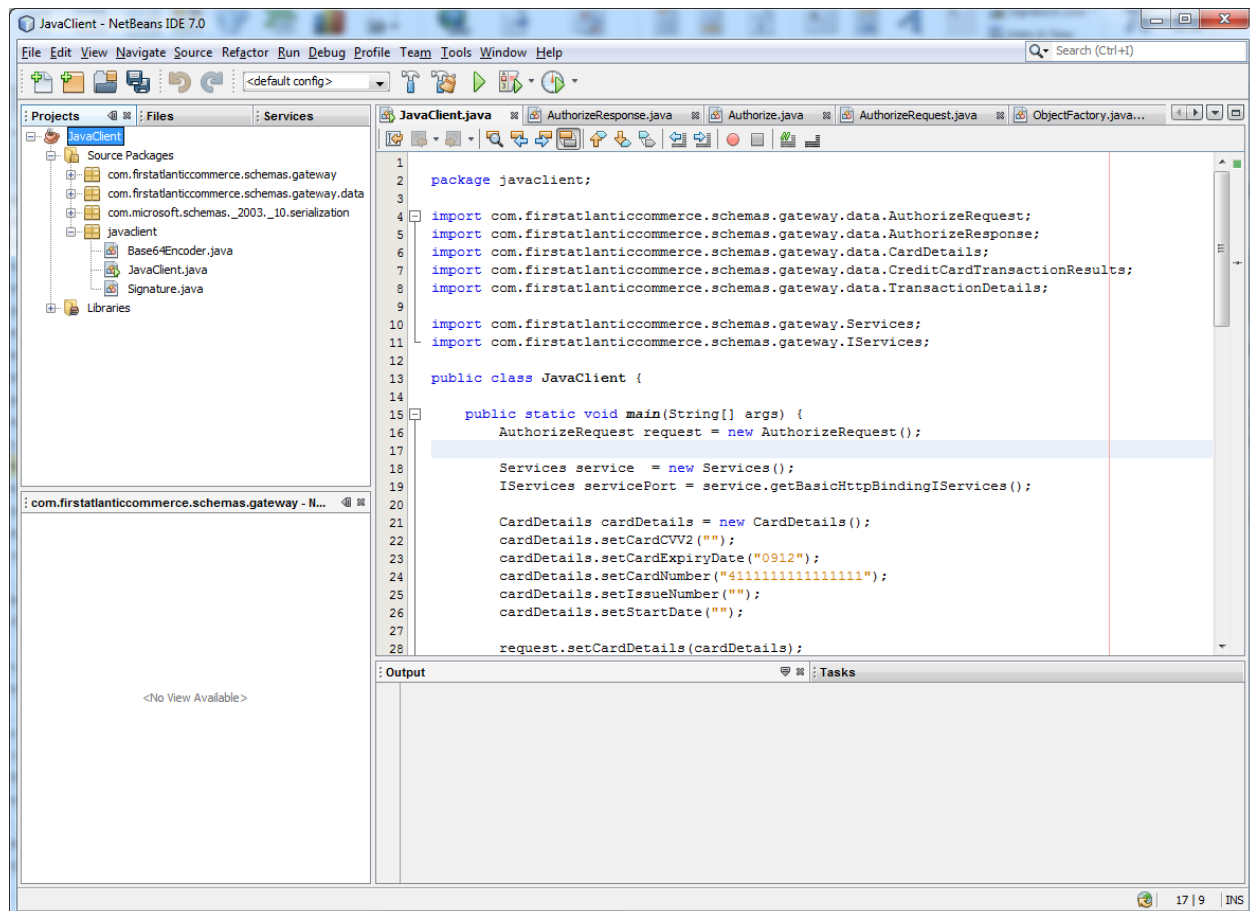 JavaClient - NetBeans IDE 7.0
File Edit View Navigate Source Refactor Run Debug Profile Team Tools Window Help
Search (Ctrl+I)
<default config>
Projects Files Services
JavaClient
Source Packages
com.firstatlanticcommerce.schemas.gateway
com.firstatlanticcommerce.schemas.gateway.data
com.microsoft.schemas._2003._10.serialization
javaclient
Base64Encoder.java
JavaClient.java
Signature.java
Libraries
com.firstatlanticcommerce.schemas.gateway - N...
<No View Available>
JavaClient.java AuthorizeResponse.java Authorize.java AuthorizeRequest.java ObjectFactory.java...
1
2 package javaclient;
3
4 import com.firstatlanticcommerce.schemas.gateway.data.AuthorizeRequest;
5 import com.firstatlanticcommerce.schemas.gateway.data.AuthorizeResponse;
6 import com.firstatlanticcommerce.schemas.gateway.data.CardDetails;
7 import com.firstatlanticcommerce.schemas.gateway.data.CreditCardTransactionResults;
8 import com.firstatlanticcommerce.schemas.gateway.data.TransactionDetails;
9
10 import com.firstatlanticcommerce.schemas.gateway.Services;
11 import com.firstatlanticcommerce.schemas.gateway.IServices;
12
13 public class JavaClient {
14
15 public static void main(String[] args) {
16 AuthorizeRequest request = new AuthorizeRequest();
17
18 Services service = new Services();
19 IServices servicePort = service.getBasicHttpBindingIServices();
20
21 CardDetails cardDetails = new CardDetails();
22 cardDetails.setCardCVV2("");
23 cardDetails.setCardExpiryDate("0912");
24 cardDetails.setCardNumber("4111111111111111");
25 cardDetails.setIssueNumber("");
26 cardDetails.setStartDate("");
27
28 request.setCardDetails(cardDetails);
Output Tasks
17|9 INS